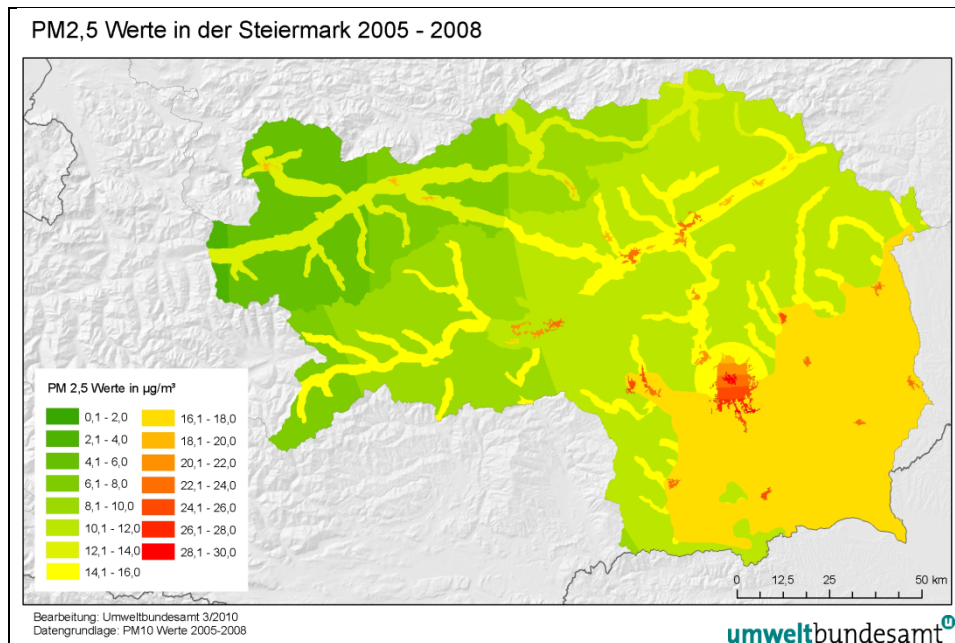 PM2,5 Werte in der Steiermark 2005 - 2008
PM 2,5 Werte in µg/m³
0,1 - 2,0
2,1 - 4,0
4,1 - 6,0
6,1 - 8,0
8,1 - 10,0
10,1 - 12,0
12,1 - 14,0
14,1 - 16,0
16,1 - 18,0
18,1 - 20,0
20,1 - 22,0
22,1 - 24,0
24,1 - 26,0
26,1 - 28,0
28,1 - 30,0
0 12,5 25 50 km
Bearbeitung: Umweltbundesamt 3/2010
Datengrundlage: PM10 Werte 2005-2008
umweltbundesamt U